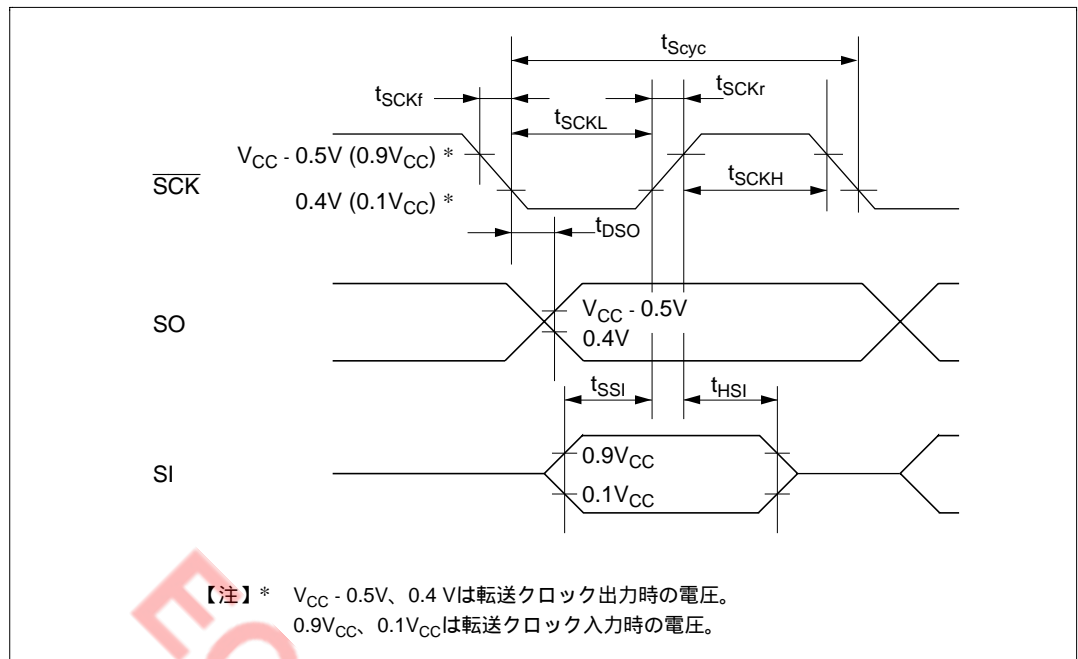 tScyc
tSCKf
tSCKr
tSCKL
VCC - 0.5V (0.9VCC) *
SCK
tSCKH
0.4V (0.1VCC) *
tDSO
SO
VCC - 0.5V
0.4V
tSSI
tHSI
SI
0.9VCC
0.1VCC
【注】* VCC - 0.5V、0.4 Vは転送クロック出力時の電圧。
0.9VCC、0.1VCCは転送クロック入力時の電圧。